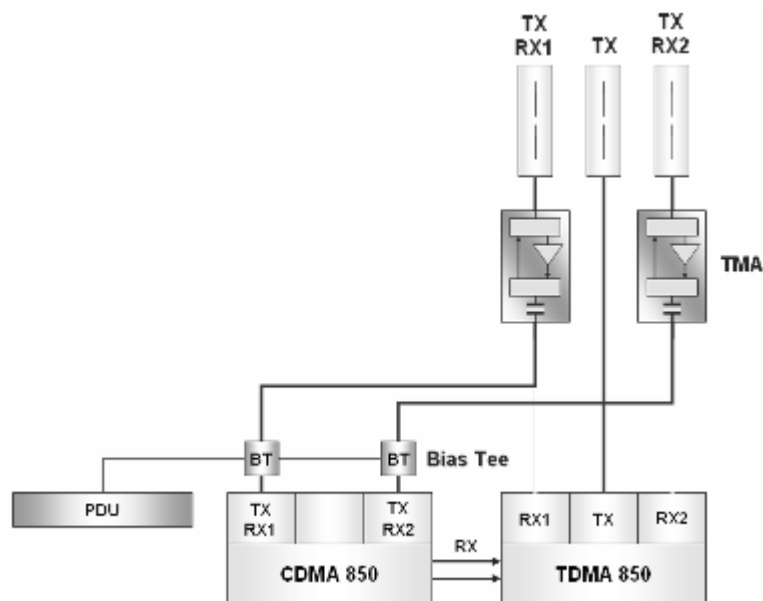 TX
RX1
TX
TX
RX2
TMA
BT
BT
Bias Tee
PDU
TX
RX1
TX
RX2
CDMA 850
RX
RX1
TX
RX2
TDMA 850